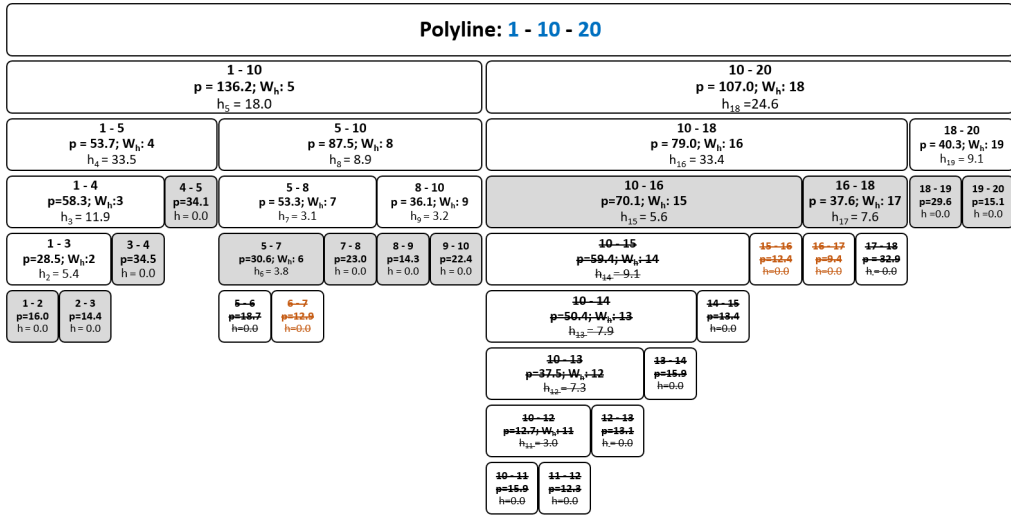 Polyline: 1 - 10 - 20
1 - 10
p = 136.2; Wh: 5
h5 = 18.0
10 - 20
p = 107.0; Wh: 18
h18 =24.6
1 - 5
p = 53.7; Wh: 4
h4 = 33.5
5 - 10
p = 87.5; Wh: 8
h8 = 8.9
10 - 18
p = 79.0; Wh: 16
h16 = 33.4
18 - 20
p = 40.3; Wh: 19
h19 = 9.1
1 - 4
p=58.3; Wh:3
h3 = 11.9
4 - 5
p=34.1
h = 0.0
5 - 8
p = 53.3; Wh: 7
h7 = 3.1
8 - 10
p = 36.1; Wh: 9
h9 = 3.2
10 - 16
p=70.1; Wh: 15
h15 = 5.6
16 - 18
p = 37.6; Wh: 17
h17 = 7.6
18 - 19
p=29.6
h =0.0
19 - 20
p=15.1
h =0.0
1 - 3
p=28.5; Wh:2
h2 = 5.4
3 - 4
p=34.5
h = 0.0
5 - 7
p=30.6; Wh: 6
h6 = 3.8
7 - 8
p=23.0
h = 0.0
8 - 9
p=14.3
h = 0.0
9 - 10
p=22.4
h = 0.0
10 - 15
p=59.4; Wh: 14
h14 = 9.1
15 - 16
p=12.4
h=0.0
16 - 17
p=9.4
h=0.0
17 - 18
p = 32.9
h = 0.0
1 - 2
p=16.0
h = 0.0
2 - 3
p=14.4
h = 0.0
5 - 6
p=18.7
h=0.0
6 - 7
p=12.9
h=0.0
10 - 14
p=50.4; Wh: 13
h13 = 7.9
14 - 15
p=13.4
h=0.0
10 - 13
p=37.5; Wh: 12
h12 = 7.3
13 - 14
p=15.9
h=0.0
10 - 12
p=12.7; Wh: 11
h11 = 3.0
12 - 13
p=13.1
h = 0.0
10 - 11
p=15.9
h=0.0
11 - 12
p=12.3
h=0.0